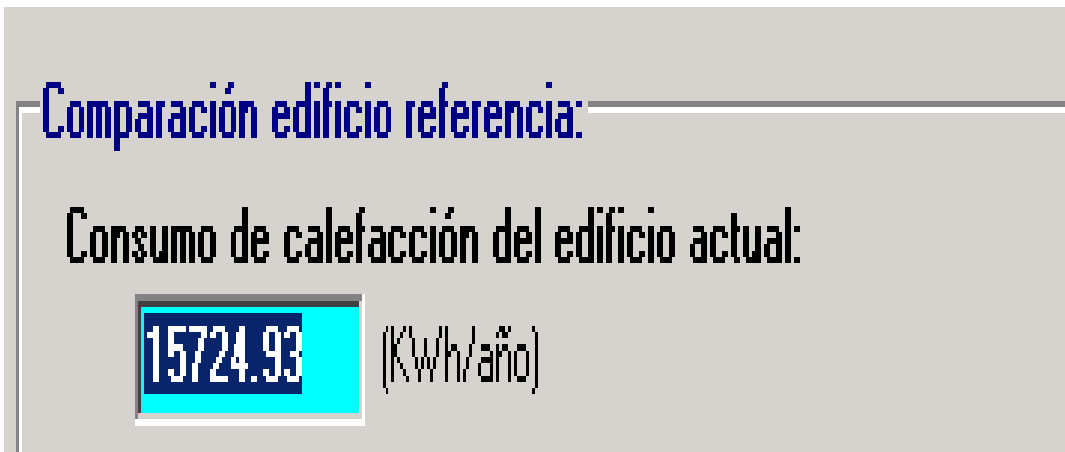 Comparación edificio referencia:
Consumo de calefacción del edificio actual:
15724.93 (KWh/año)